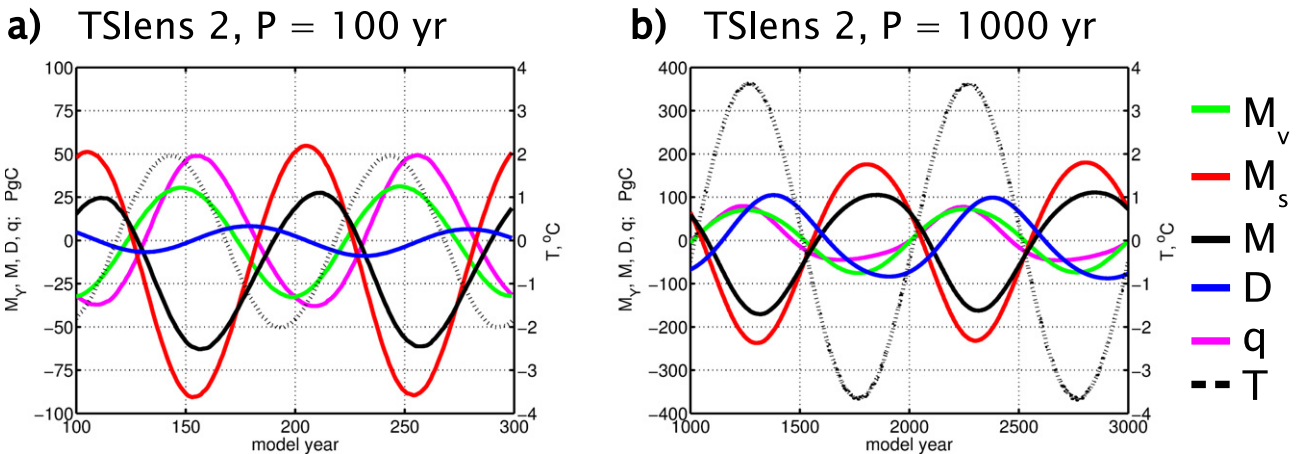 a) TSlens 2, P = 100 yr
100
75
50
25
0
−25
−50
−75
−100
M_Y, M, D, q; PgC
4
3
2
1
0
−1
−2
−3
−4
T, °C
100 150 200 250 300
model year
b) TSlens 2, P = 1000 yr
400
300
200
100
0
−100
−200
−300
−400
M_Y, M, D, q; PgC
4
3
2
1
0
−1
−2
−3
−4
T, °C
1000 1500 2000 2500 3000
model year
M_v
M_s
M
D
q
T